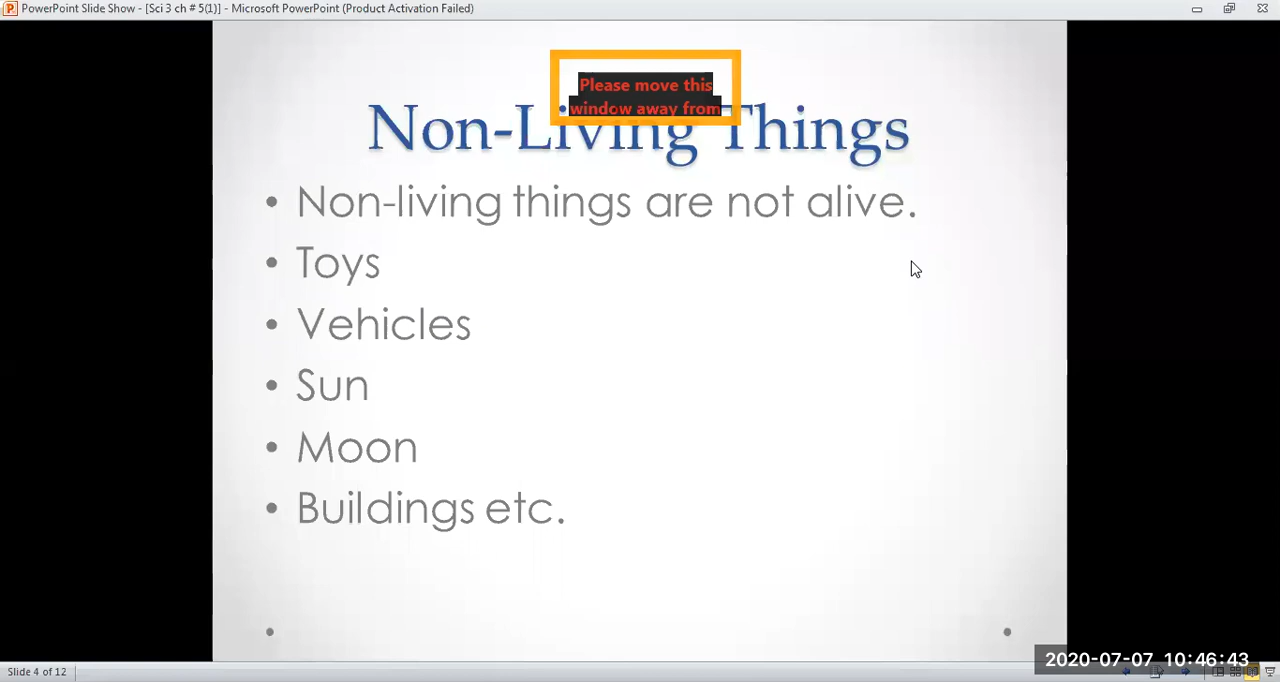 PowerPoint Slide Show - [Sci 3 ch # 5(1)] - Microsoft PowerPoint (Product Activation Failed)
Please move this
window away from
Non-Living Things
• Non-living things are not alive.
• Toys
• Vehicles
• Sun
• Moon
• Buildings etc.
2020-07-07 10:46:43
Slide 4 of 12